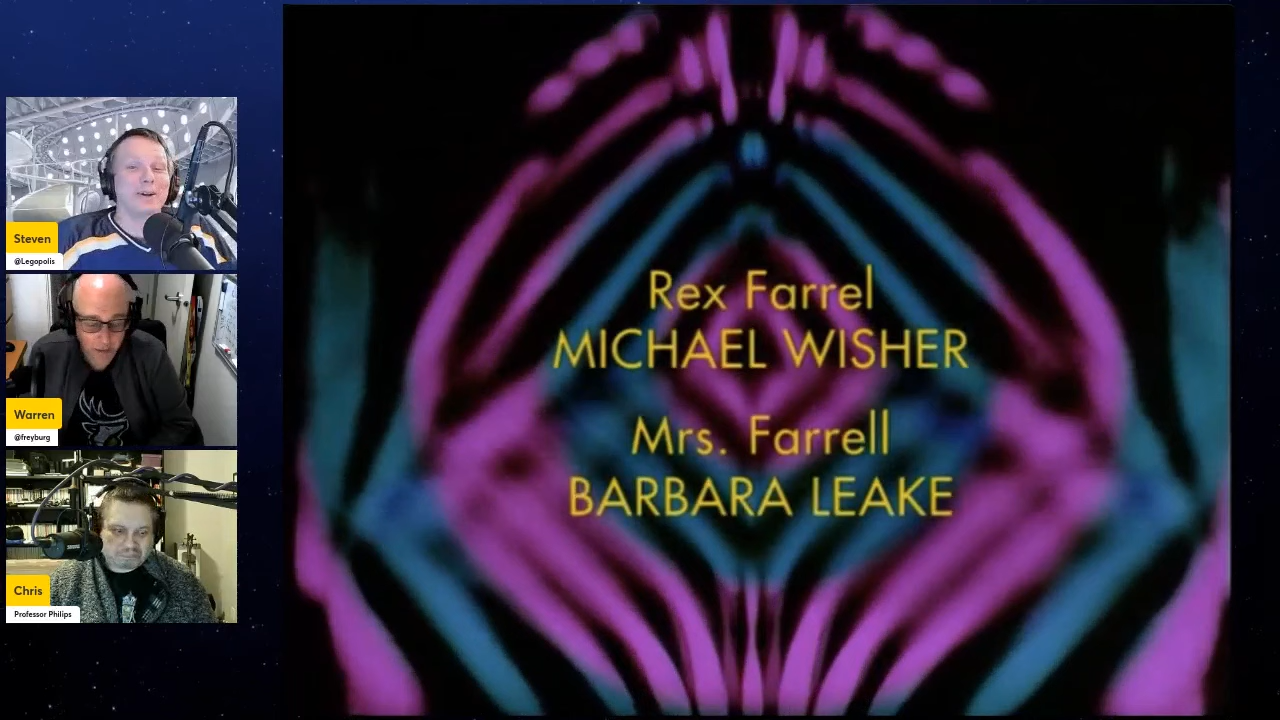 Steven
@Legopolis
Warren
@freyburg
Chris
Professor Philips
Rex Farrel
MICHAEL WISHER
Mrs. Farrell
BARBARA LEAKE